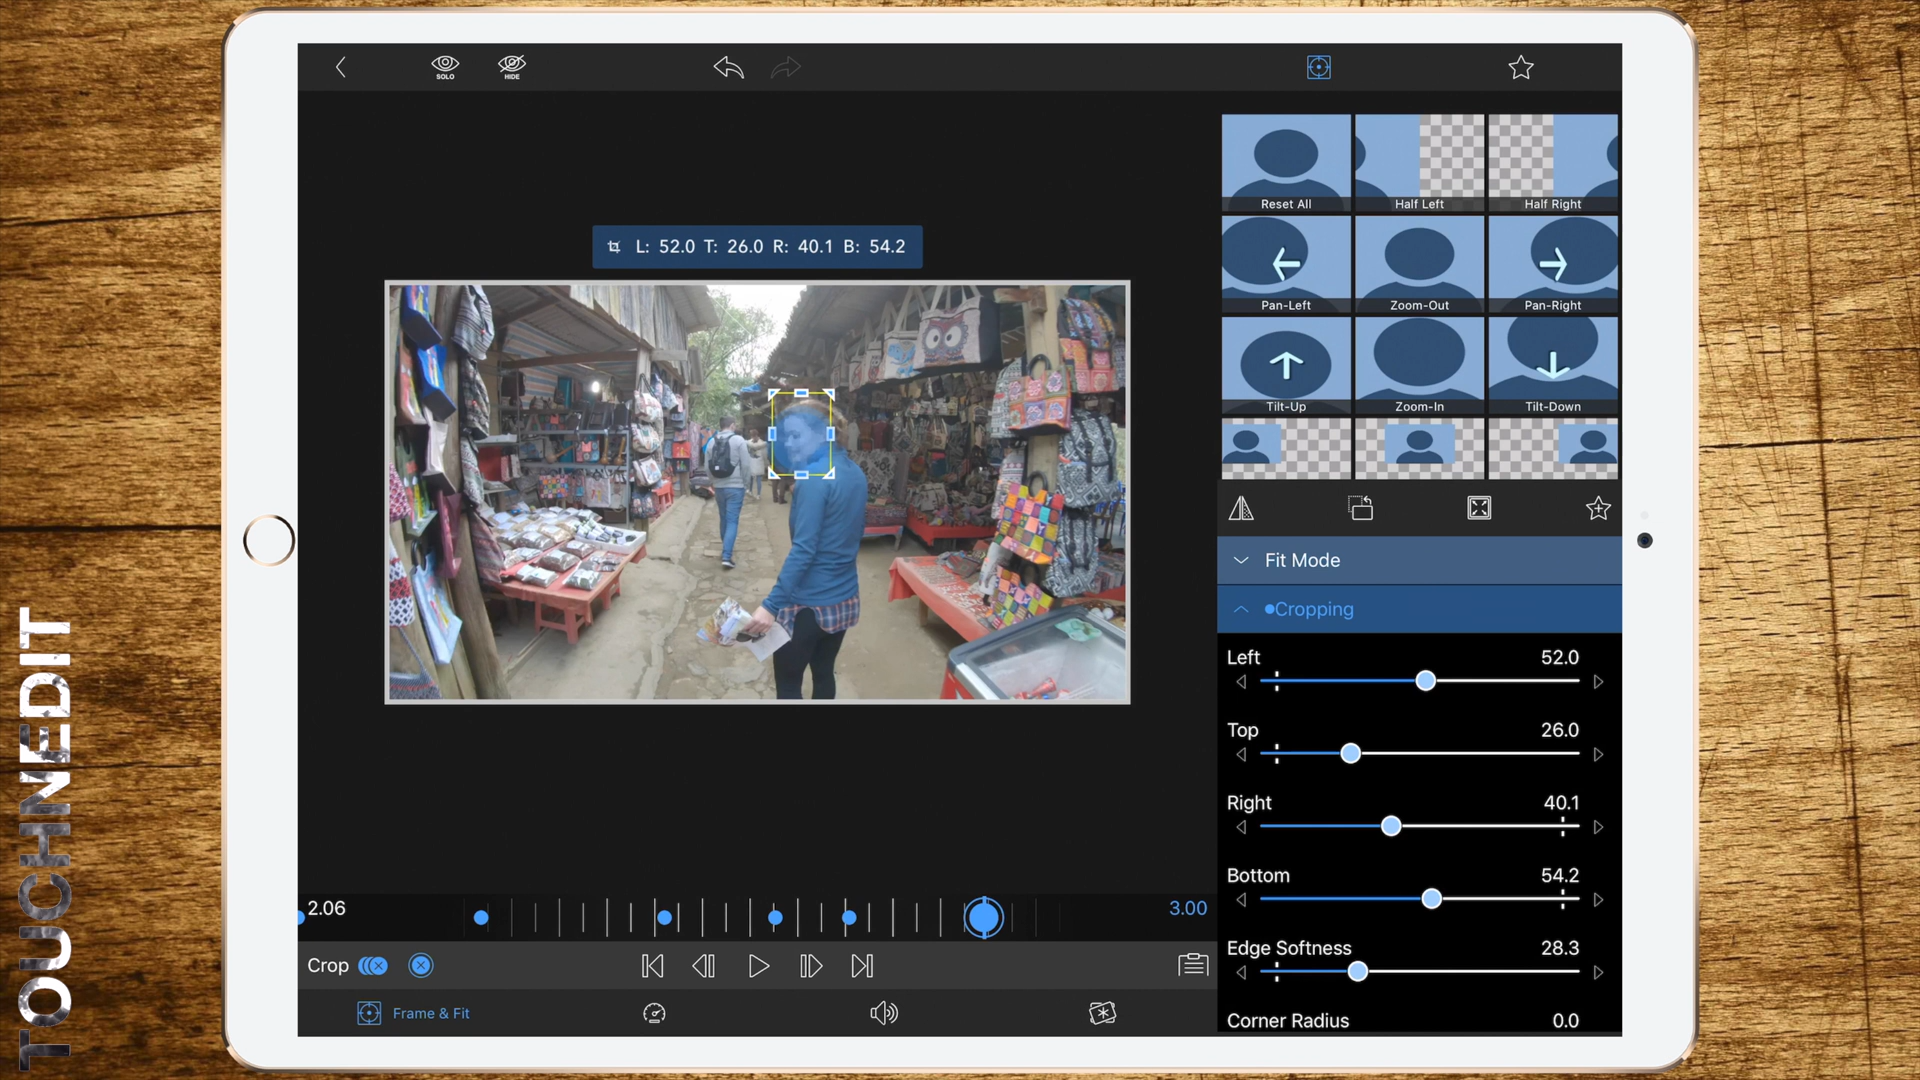 SOLO
HIDE
L: 52.0 T: 26.0 R: 40.1 B: 54.2
Reset All
Half Left
Half Right
Pan-Left
Zoom-Out
Pan-Right
Tilt-Up
Zoom-In
Tilt-Down
Fit Mode
Cropping
Left 52.0
Top 26.0
Right 40.1
Bottom 54.2
Edge Softness 28.3
Corner Radius 0.0
2.06
3.00
Crop
Frame & Fit
TOUCHNEDIT